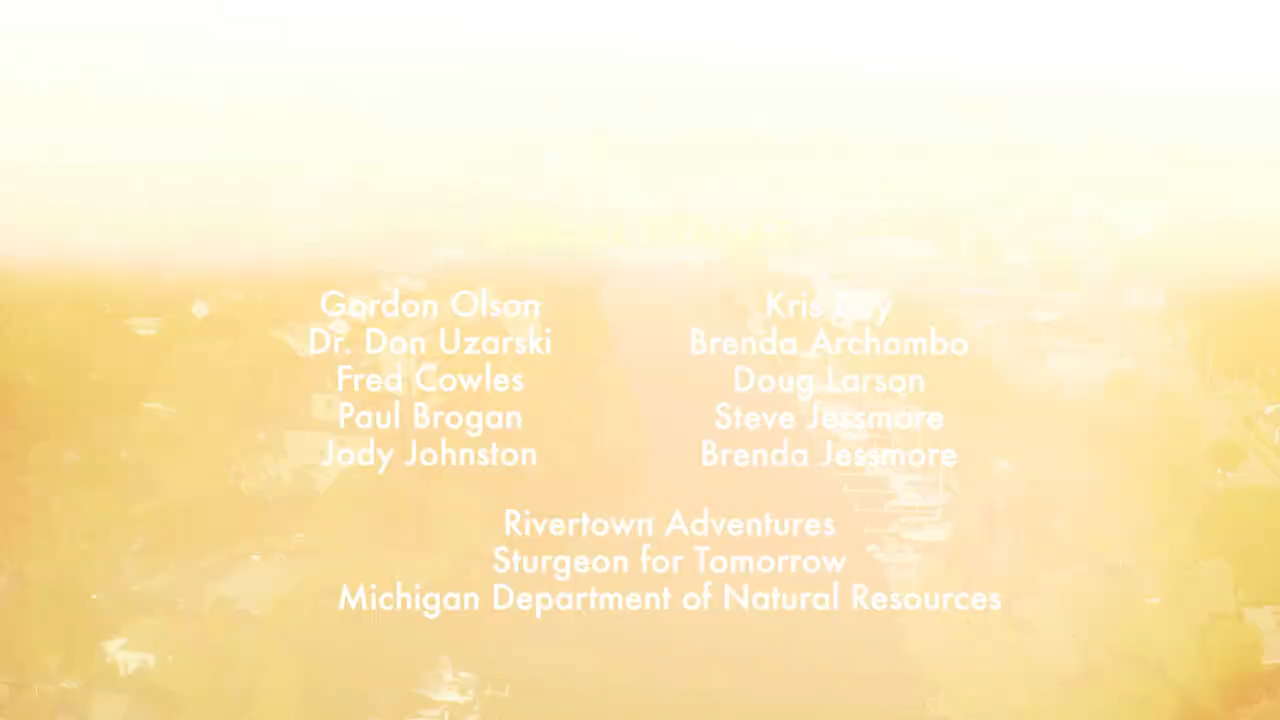 Gordon Olson
Dr. Don Uzarski
Fred Cowles
Paul Brogan
Jody Johnston
Kris
Brenda Archambo
Doug Larson
Steve Jessmore
Brenda Jessmore
Rivertown Adventures
Sturgeon for Tomorrow
Michigan Department of Natural Resources